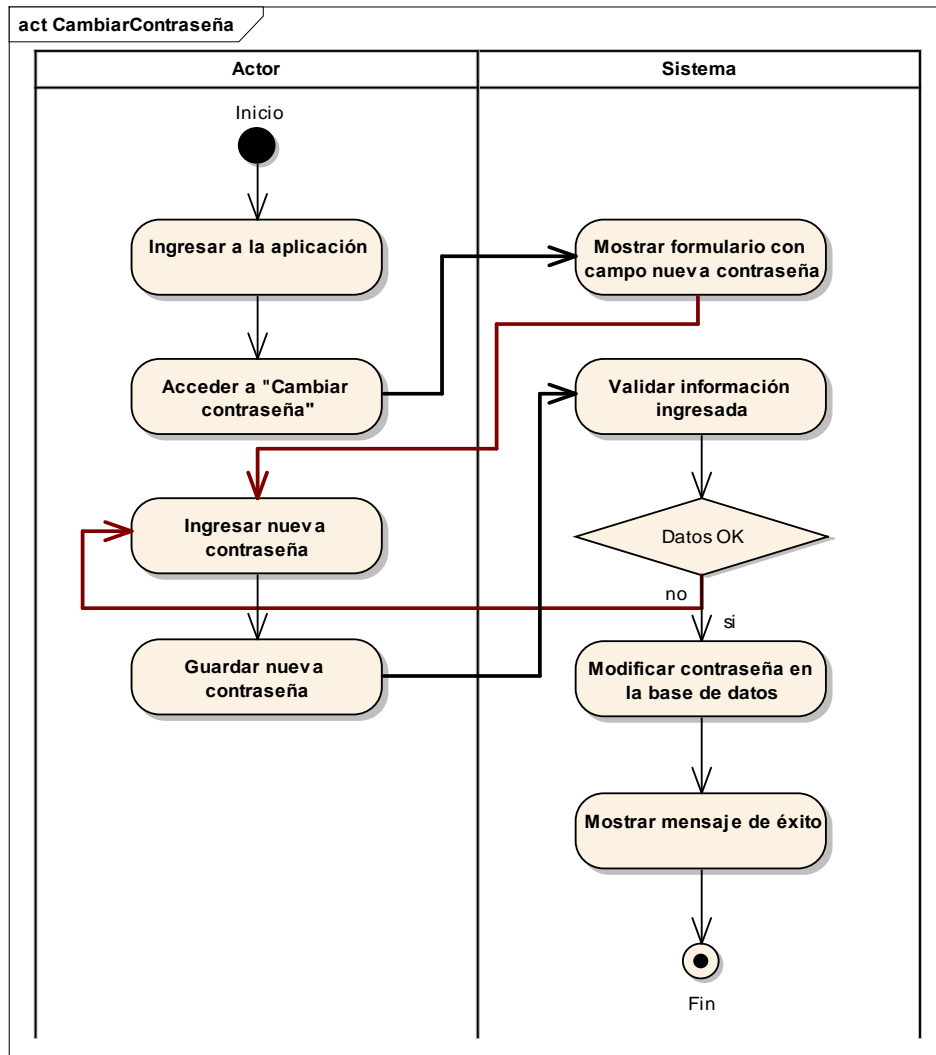 act CambiarContraseña
Actor
Sistema
Inicio
Ingresar a la aplicación
Mostrar formulario con
campo nueva contraseña
Acceder a "Cambiar
contraseña"
Validar información
ingresada
Ingresar nueva
contraseña
Datos OK
no
si
Guardar nueva
contraseña
Modificar contraseña en
la base de datos
Mostrar mensaje de éxito
Fin